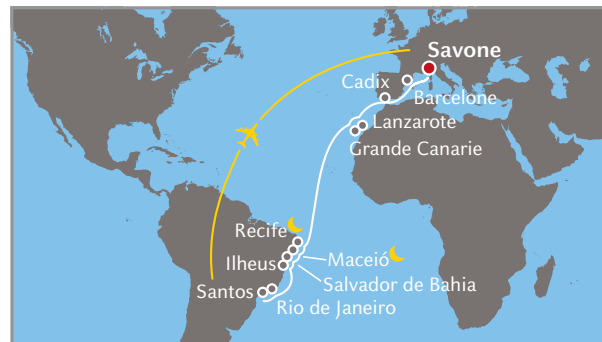 Savone
Cadix
Barcelone
Lanzarote
Grande Canarie
Recife
Ilheus
Maceió
Salvador de Bahia
Santos
Rio de Janeiro